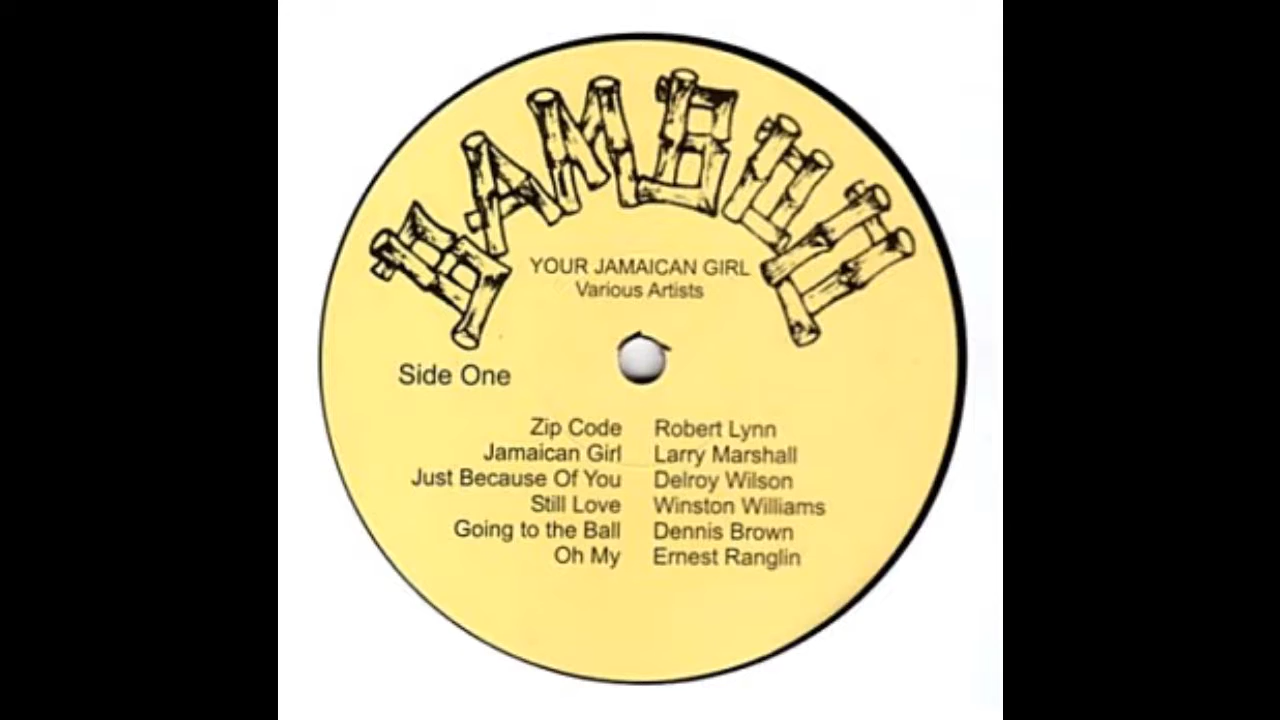 BAMBOO
YOUR JAMAICAN GIRL
Various Artists
Side One
Zip Code Robert Lynn
Jamaican Girl Larry Marshall
Just Because Of You Delroy Wilson
Still Love Winston Williams
Going to the Ball Dennis Brown
Oh My Ernest Ranglin